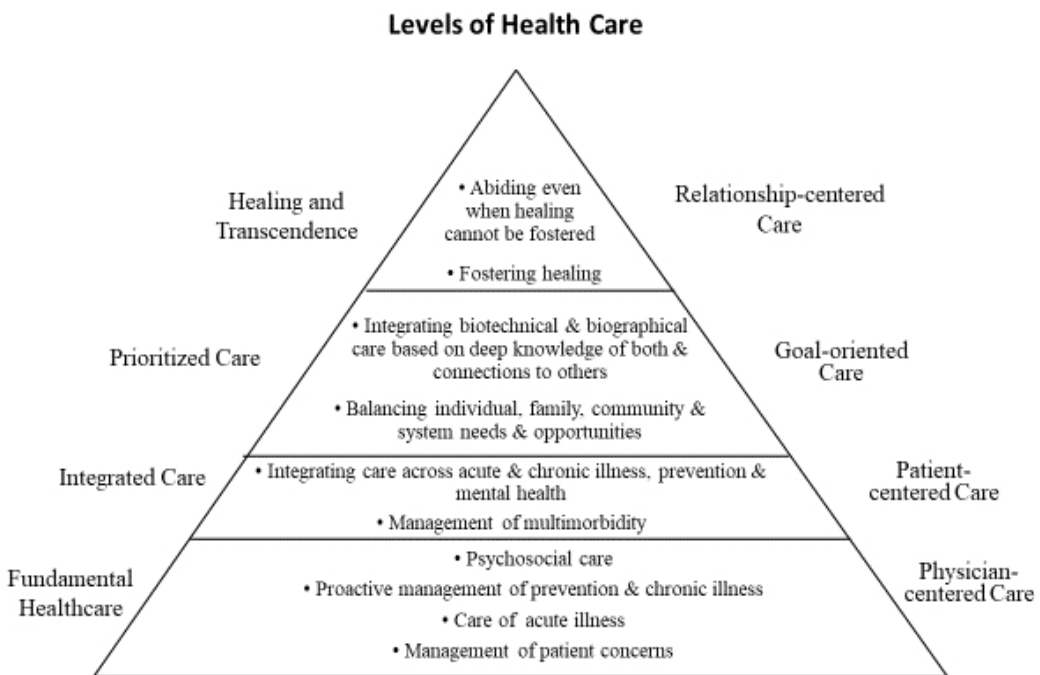 Levels of Health Care
Healing and
Transcendence
• Abiding even
when healing
cannot be fostered
• Fostering healing
Relationship-centered
Care
Prioritized Care
• Integrating biotechnical & biographical
care based on deep knowledge of both &
connections to others
• Balancing individual, family, community &
system needs & opportunities
Goal-oriented
Care
Integrated Care
• Integrating care across acute & chronic illness, prevention &
mental health
• Management of multimorbidity
Patient-
centered Care
Fundamental
Healthcare
• Psychosocial care
• Proactive management of prevention & chronic illness
• Care of acute illness
• Management of patient concerns
Physician-
centered Care